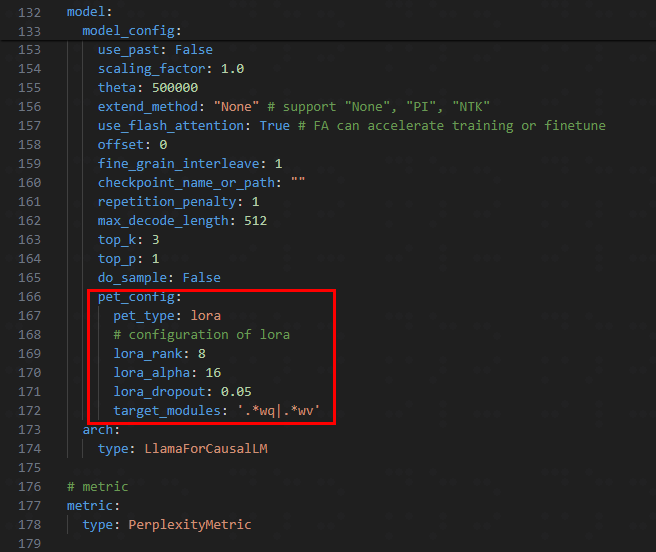 132 model:
133 model_config:
153 use_past: False
154 scaling_factor: 1.0
155 theta: 500000
156 extend_method: "None" # support "None", "PI", "NTK"
157 use_flash_attention: True # FA can accelerate training or finetune
158 offset: 0
159 fine_grain_interleave: 1
160 checkpoint_name_or_path: ""
161 repetition_penalty: 1
162 max_decode_length: 512
163 top_k: 3
164 top_p: 1
165 do_sample: False
166 pet_config:
167 pet_type: lora
168 # configuration of lora
169 lora_rank: 8
170 lora_alpha: 16
171 lora_dropout: 0.05
172 target_modules: '.*wq|.*wv'
173 arch:
174 type: LlamaForCausalLM
175
176 # metric
177 metric:
178 type: PerplexityMetric
179